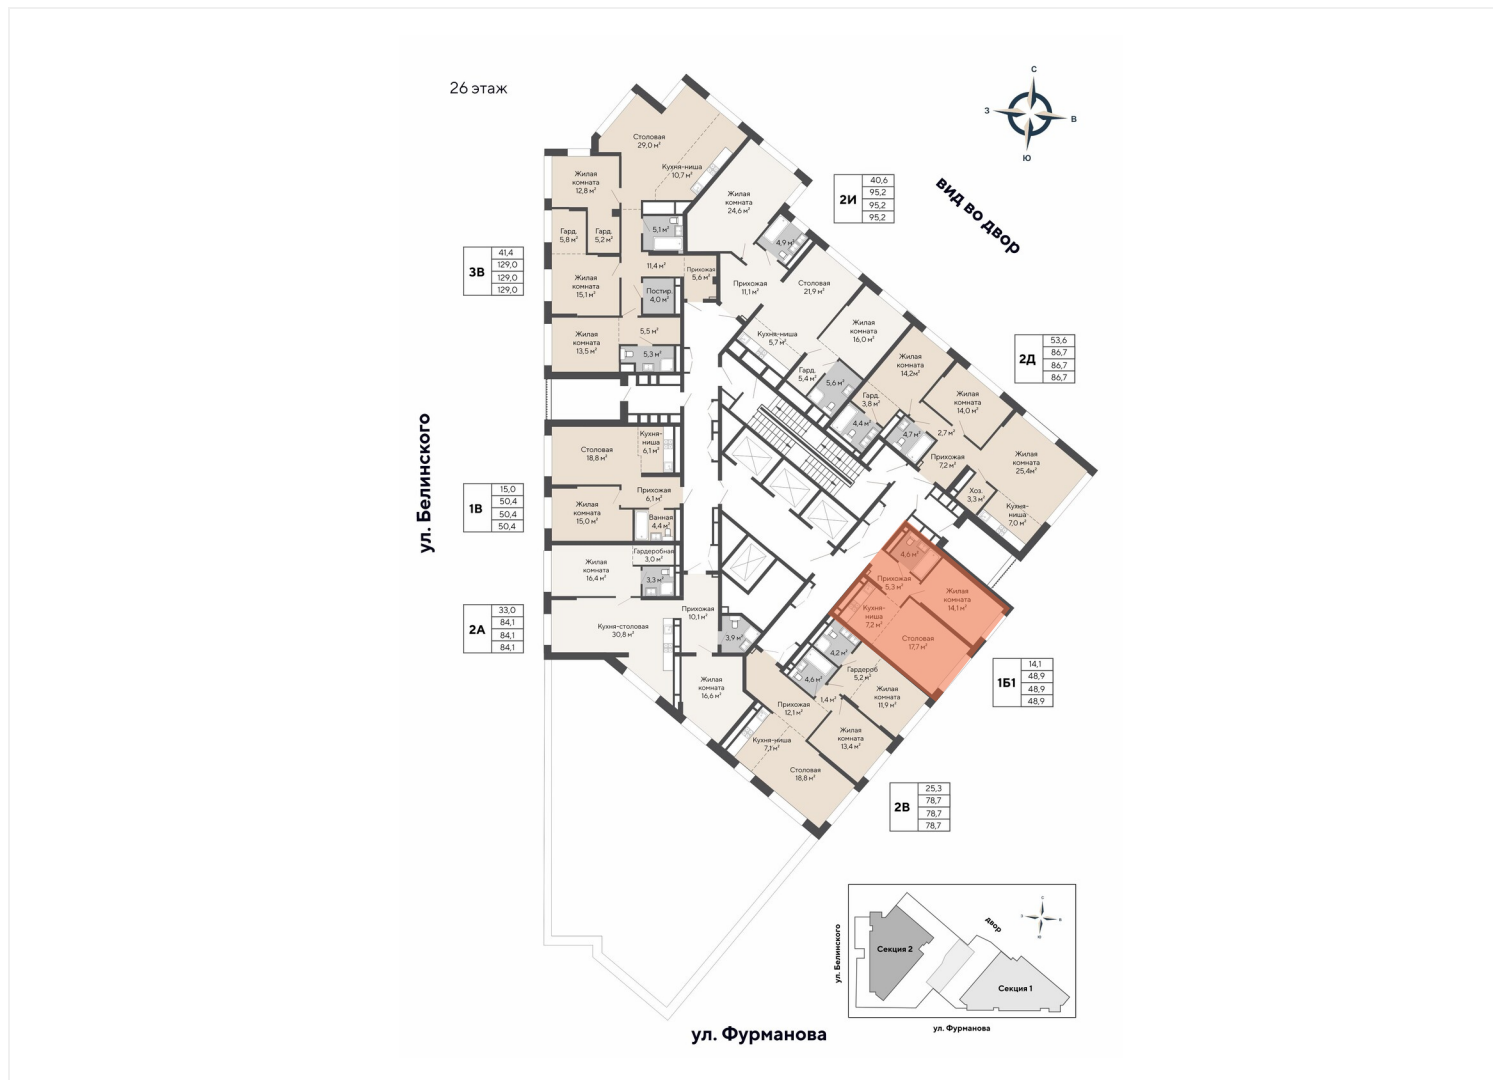 26 этаж
С
З
В
Ю
вид во двор
Столовая
29,0 м²
Кухня-ниша
10,7 м²
Жилая
комната
12,8 м²
Гард.
5,8 м²
Гард.
5,2 м²
5,1 м²
11,4 м²
Прихожая
5,6 м²
Жилая
комната
15,1 м²
Постир.
4,0 м²
5,5 м²
Жилая
комната
13,5 м²
5,3 м²
3В
41,4
129,0
129,0
129,0
Жилая
комната
24,6 м²
4,9 м²
Прихожая
11,1 м²
Столовая
21,9 м²
Кухня-ниша
5,7 м²
Жилая
комната
16,0 м²
Гард.
5,4 м²
5,6 м²
2И
40,6
95,2
95,2
95,2
Жилая
комната
14,2м²
Гард.
3,8 м²
4,4 м²
Жилая
комната
14,0 м²
4,7 м²
2,7 м²
Прихожая
7,2 м²
Жилая
комната
25,4м²
Хоз.
3,3 м²
Кухня-
ниша
7,0 м²
2Д
53,6
86,7
86,7
86,7
ул. Белинского
Столовая
18,8 м²
Кухня-
ниша
6,1 м²
Прихожая
6,1 м²
Жилая
комната
15,0 м²
Ванная
4,4 м²
1В
15,0
50,4
50,4
50,4
Гардеробная
3,0 м²
Жилая
комната
16,4 м²
3,3 м²
Прихожая
10,1 м²
Кухня-столовая
30,8 м²
3,9 м²
Жилая
комната
16,6 м²
2А
33,0
84,1
84,1
84,1
4,6 м²
Прихожая
5,3 м²
Жилая
комната
14,1 м²
Кухня-
ниша
7,2 м²
Столовая
17,7 м²
1Б1
14,1
48,9
48,9
48,9
4,2 м²
4,6 м²
Гардероб
5,2 м²
1,4 м²
Жилая
комната
11,9 м²
Прихожая
12,1 м²
Жилая
комната
13,4 м²
Кухня-ниша
7,1 м²
Столовая
18,8 м²
2В
25,3
78,7
78,7
78,7
ул. Белинского
Секция 2
двор
С
З
В
Ю
Секция 1
ул. Фурманова
ул. Фурманова